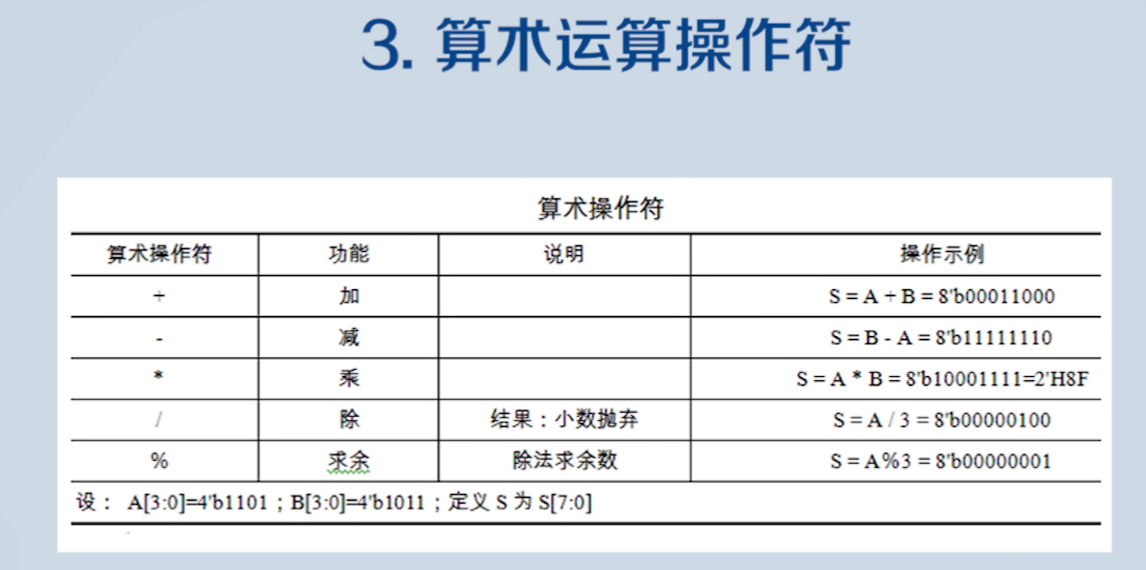 3. 算术运算操作符
算术操作符
算术操作符 功能 说明 操作示例
+ 加 S = A + B = 8'b00011000
- 减 S = B - A = 8'b11111110
* 乘 S = A * B = 8'b10001111=2'H8F
/ 除 结果：小数抛弃 S = A / 3 = 8'b00000100
% 求余 除法求余数 S = A%3 = 8'b00000001
设： A[3:0]=4'b1101；B[3:0]=4'b1011；定义 S 为 S[7:0]